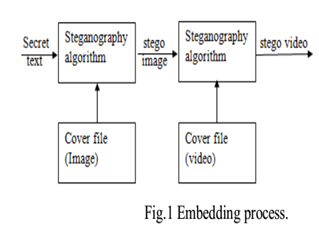 Secret
text
Steganography
algorithm
stego
image
Steganography
algorithm
stego video
Cover file
(Image)
Cover file
(video)
Fig.1 Embedding process.